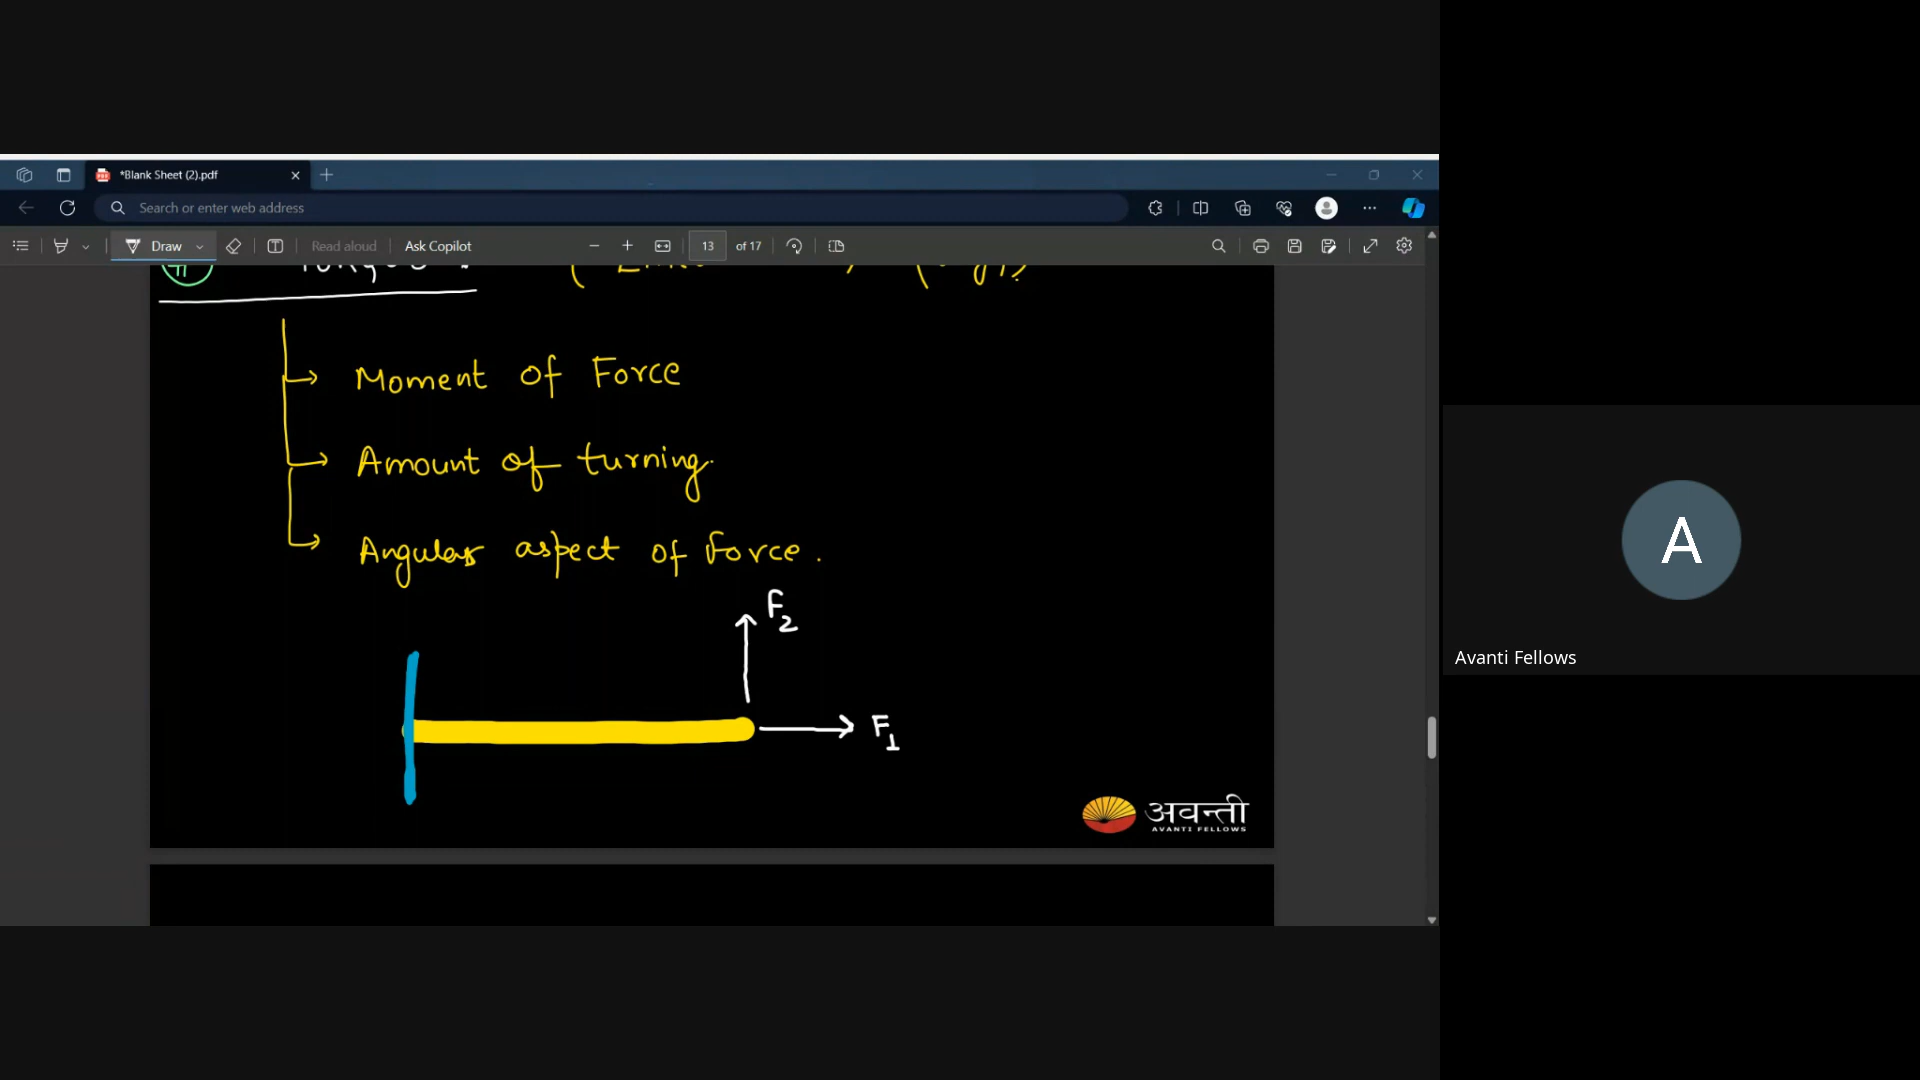 *Blank Sheet (2).pdf
Search or enter web address
Draw
Read aloud
Ask Copilot
13 of 17
Moment of Force
Amount of turning.
Angular aspect of Force.
F2
F1
अवन्ती
AVANTI FELLOWS
A
Avanti Fellows